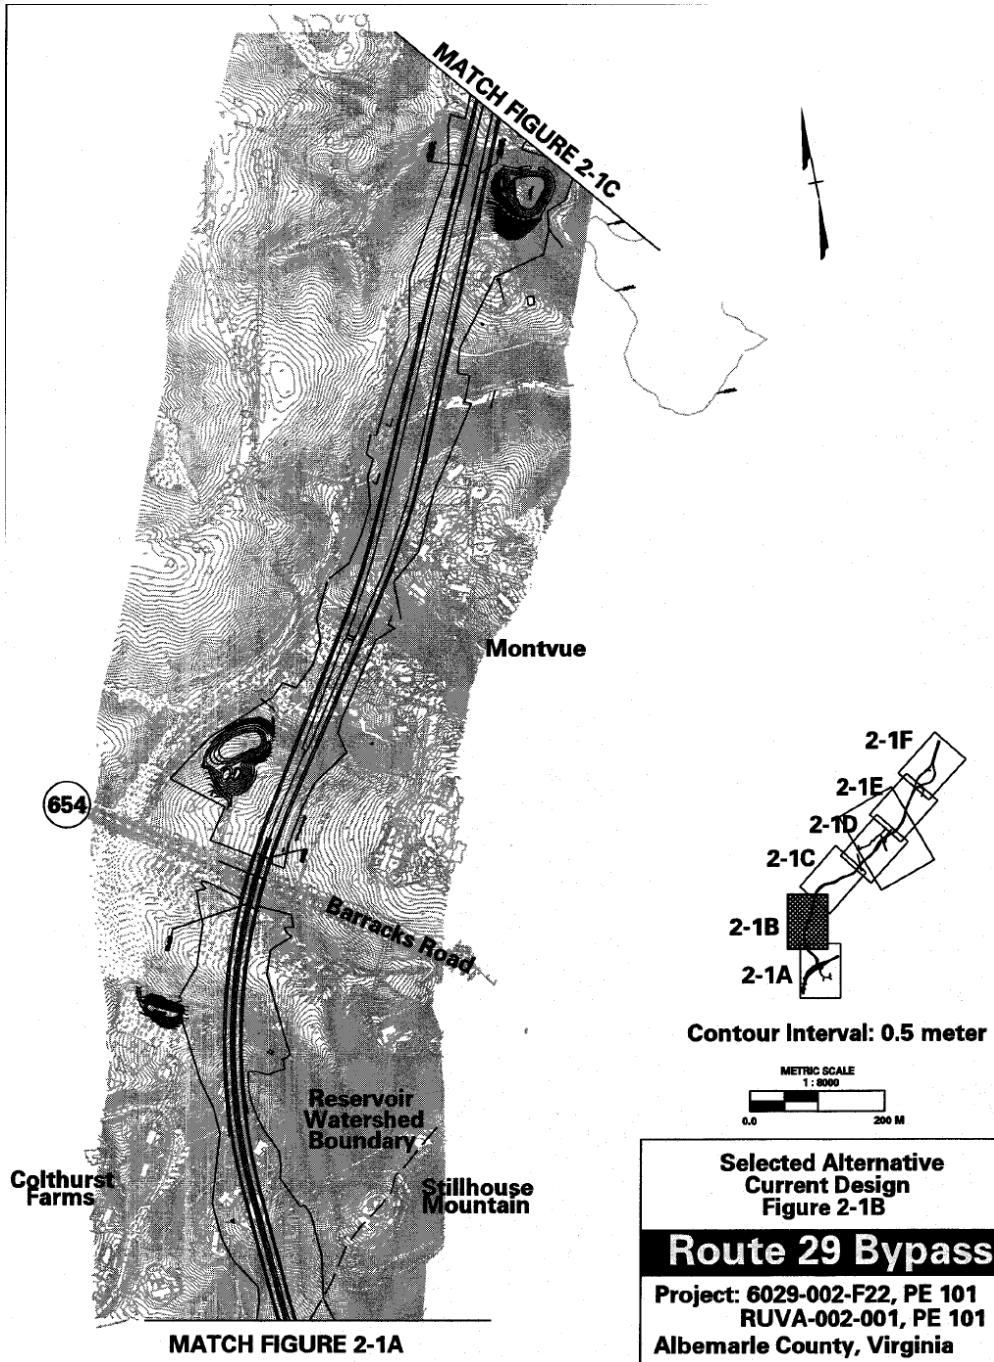 MATCH FIGURE 2-1C
Montvue
654
Barracks Road
Reservoir
Watershed
Boundary
Colthurst
Farms
Stillhouse
Mountain
MATCH FIGURE 2-1A
2-1F
2-1E
2-1D
2-1C
2-1B
2-1A
Contour Interval: 0.5 meter
METRIC SCALE
1 : 8000
0.0 200 M
Selected Alternative
Current Design
Figure 2-1B
Route 29 Bypass
Project: 6029-002-F22, PE 101
RUVA-002-001, PE 101
Albemarle County, Virginia